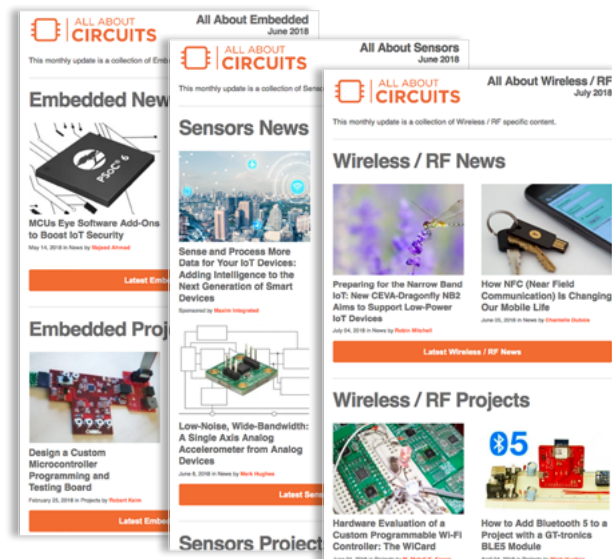 ALL ABOUT
CIRCUITS
All About Embedded
June 2018
This monthly update is a collection of Emb
Embedded New
PSoC® 6
MCUs Eye Software Add-Ons
to Boost IoT Security
May 14, 2018 in News by Najeed Ahmad
Latest Embe
Embedded Proj
Design a Custom
Microcontroller
Programming and
Testing Board
February 25, 2018 in Projects by Robert Keim
Latest Embed
ALL ABOUT
CIRCUITS
All About Sensors
June 2018
This monthly update is a collection of Senso
Sensors News
Sense and Process More
Data for Your IoT Devices:
Adding Intelligence to the
Next Generation of Smart
Devices
Sponsored by Maxim Integrated
Low-Noise, Wide-Bandwidth:
A Single Axis Analog
Accelerometer from Analog
Devices
June 8, 2018 in News by Mark Hughes
Latest Sens
Sensors Project
ALL ABOUT
CIRCUITS
All About Wireless / RF
July 2018
This monthly update is a collection of Wireless / RF specific content.
Wireless / RF News
Preparing for the Narrow Band
IoT: New CEVA-Dragonfly NB2
Aims to Support Low-Power
IoT Devices
July 04, 2018 in News by Robin Mitchell
How NFC (Near Field
Communication) Is Changing
Our Mobile Life
June 05, 2018 in News by Chantelle Dubois
Latest Wireless / RF News
Wireless / RF Projects
Hardware Evaluation of a
Custom Programmable Wi-Fi
Controller: The WiCard
5
How to Add Bluetooth 5 to a
Project with a GT-tronics
BLE5 Module